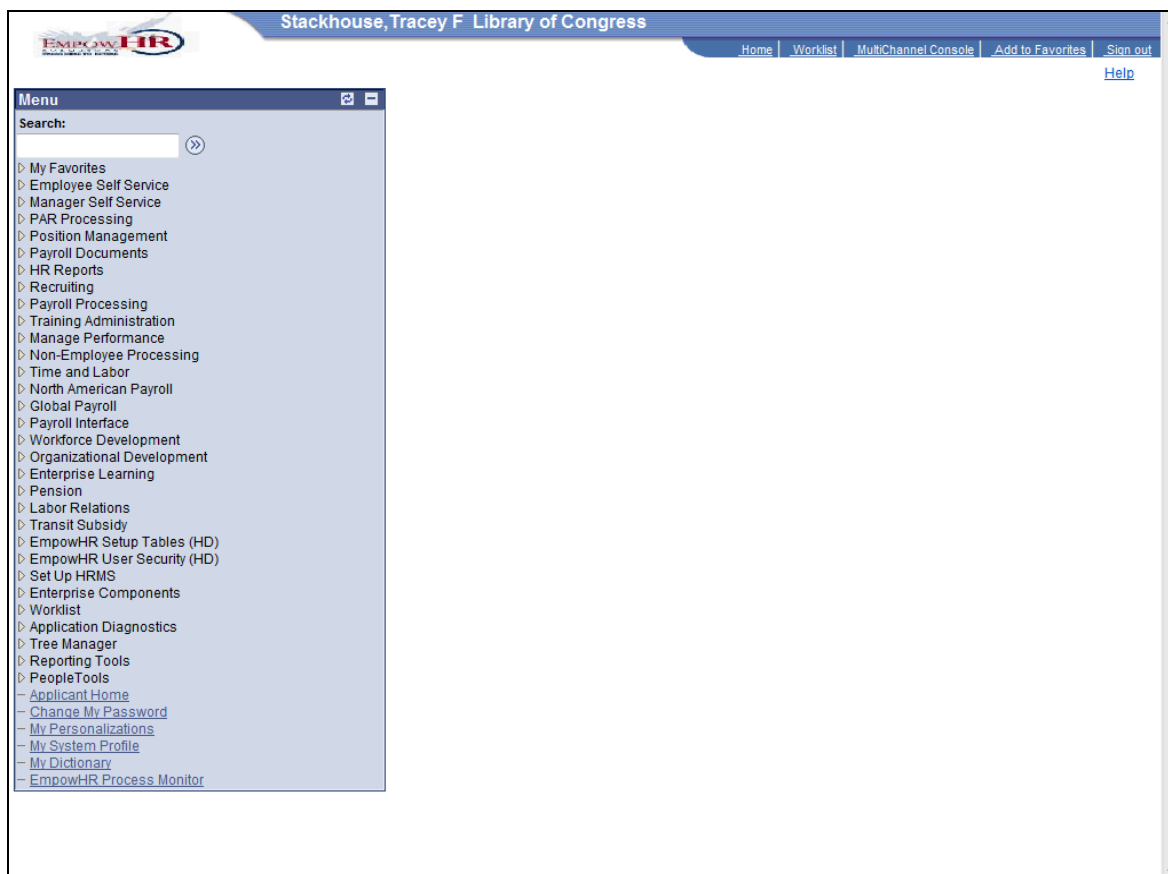 Stackhouse,Tracey F Library of Congress
EMPOWHR
Home Worklist MultiChannel Console Add to Favorites Sign out
Help
Menu
Search:
My Favorites
Employee Self Service
Manager Self Service
PAR Processing
Position Management
Payroll Documents
HR Reports
Recruiting
Payroll Processing
Training Administration
Manage Performance
Non-Employee Processing
Time and Labor
North American Payroll
Global Payroll
Payroll Interface
Workforce Development
Organizational Development
Enterprise Learning
Pension
Labor Relations
Transit Subsidy
EmpowHR Setup Tables (HD)
EmpowHR User Security (HD)
Set Up HRMS
Enterprise Components
Worklist
Application Diagnostics
Tree Manager
Reporting Tools
PeopleTools
Applicant Home
Change My Password
My Personalizations
My System Profile
My Dictionary
EmpowHR Process Monitor